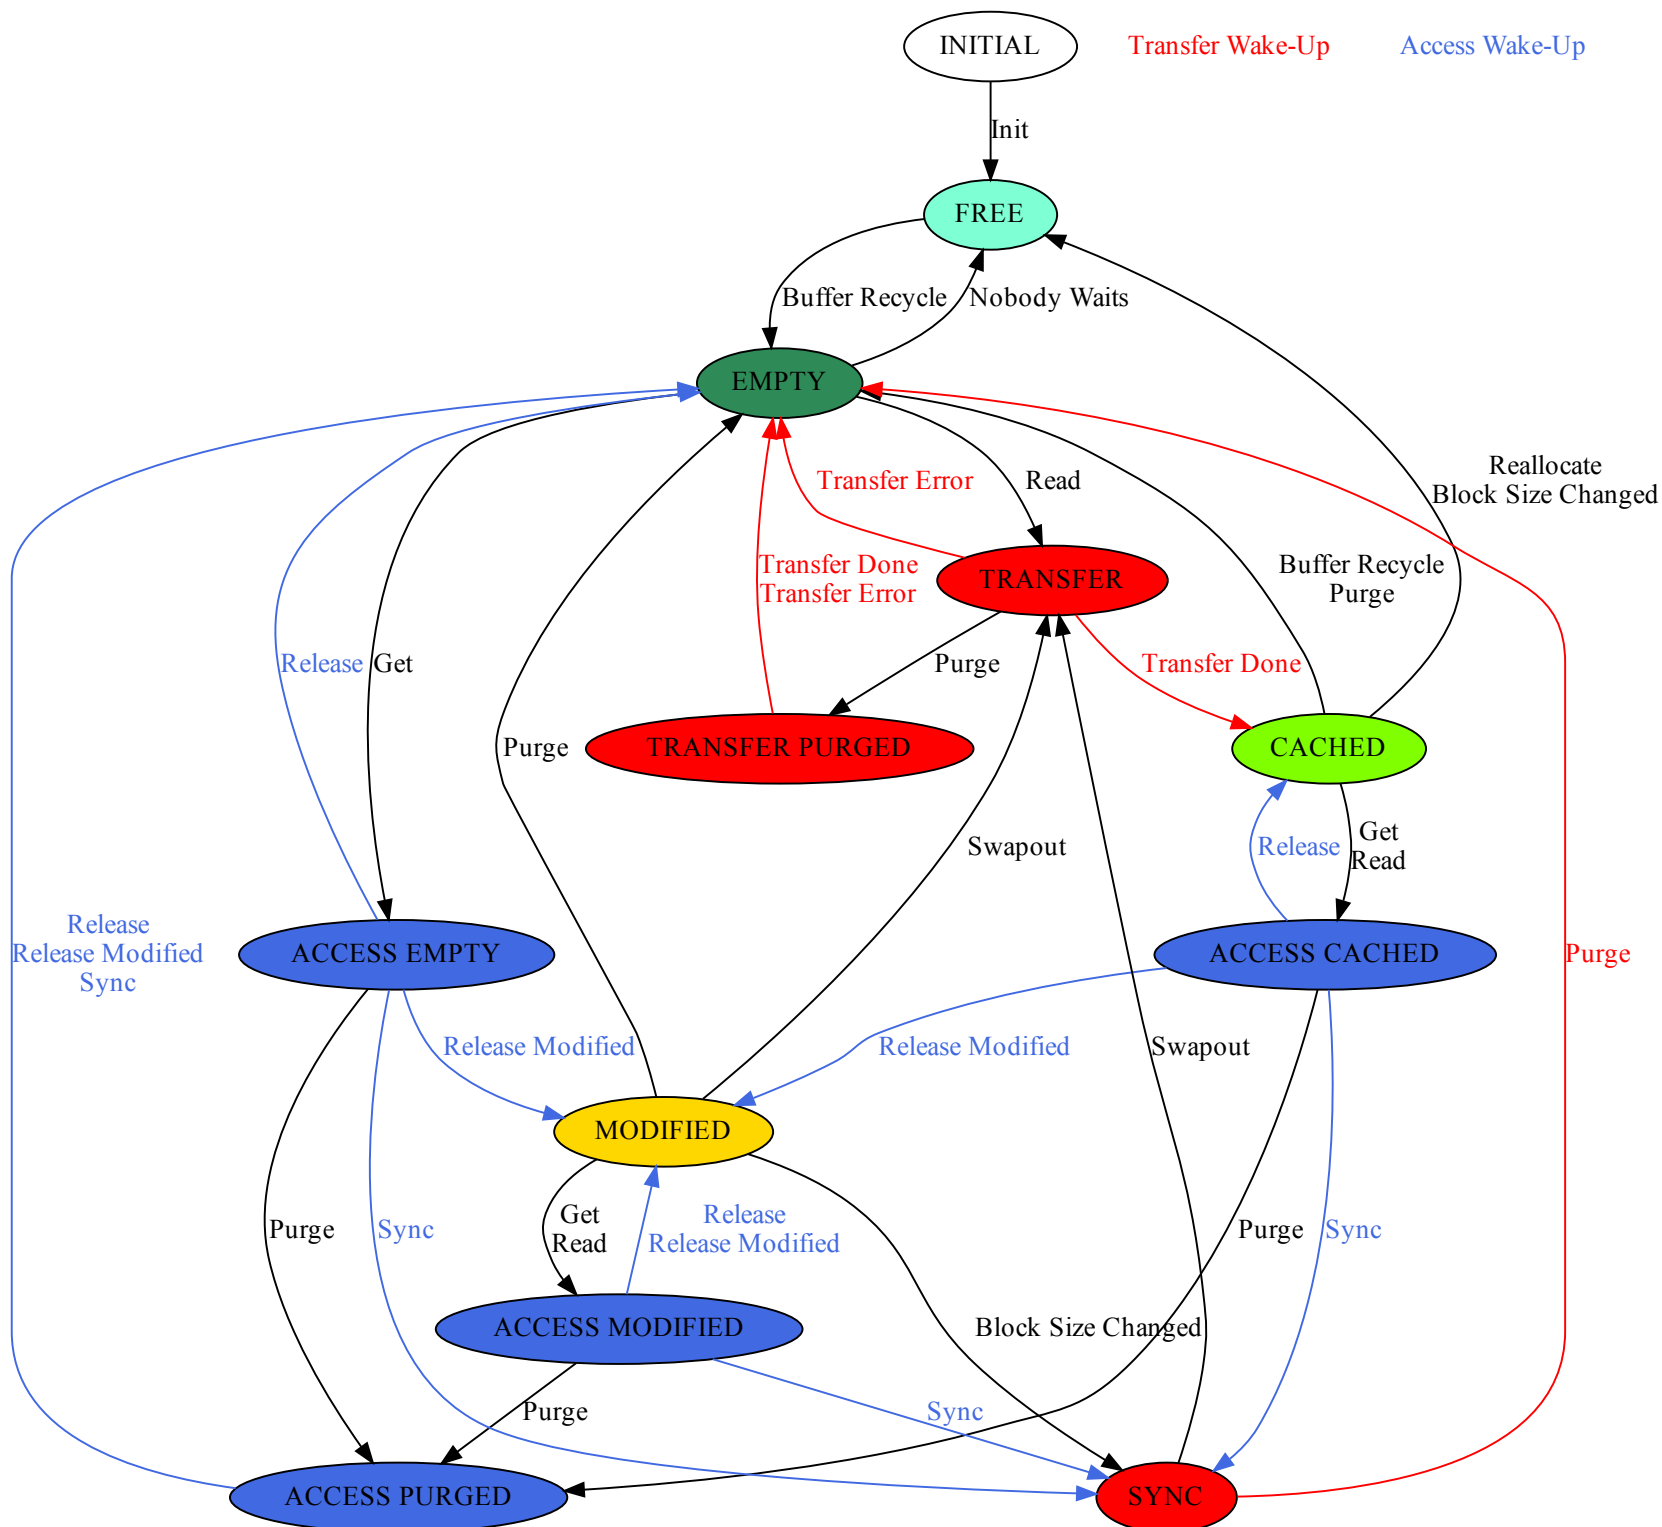 INITIAL
Transfer Wake-Up
Access Wake-Up
Init
FREE
Buffer Recycle
Nobody Waits
EMPTY
Reallocate
Block Size Changed
Transfer Error
Read
Transfer Done
Transfer Error
TRANSFER
Buffer Recycle
Purge
Release
Get
Purge
Transfer Done
Purge
TRANSFER PURGED
CACHED
Swapout
Release
Get
Read
Release
Release Modified
Sync
ACCESS EMPTY
ACCESS CACHED
Purge
Release Modified
Release Modified
Swapout
MODIFIED
Purge
Sync
Get
Read
Release
Release Modified
Purge
Sync
ACCESS MODIFIED
Block Size Changed
Purge
Sync
ACCESS PURGED
SYNC